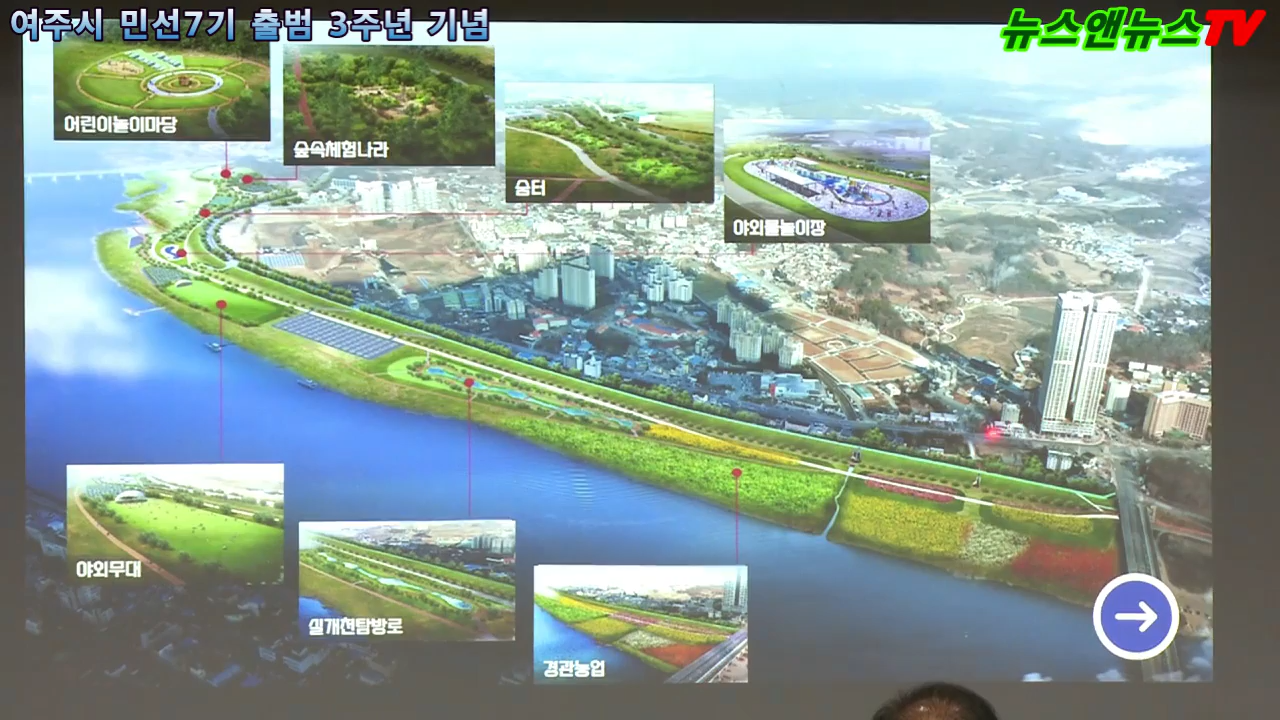 여주시 민선7기 출범 3주년 기념
뉴스앤뉴스TV
어린이놀이마당
숲속체험나라
숨터
야외물놀이장
야외무대
실개천탐방로
경관농업